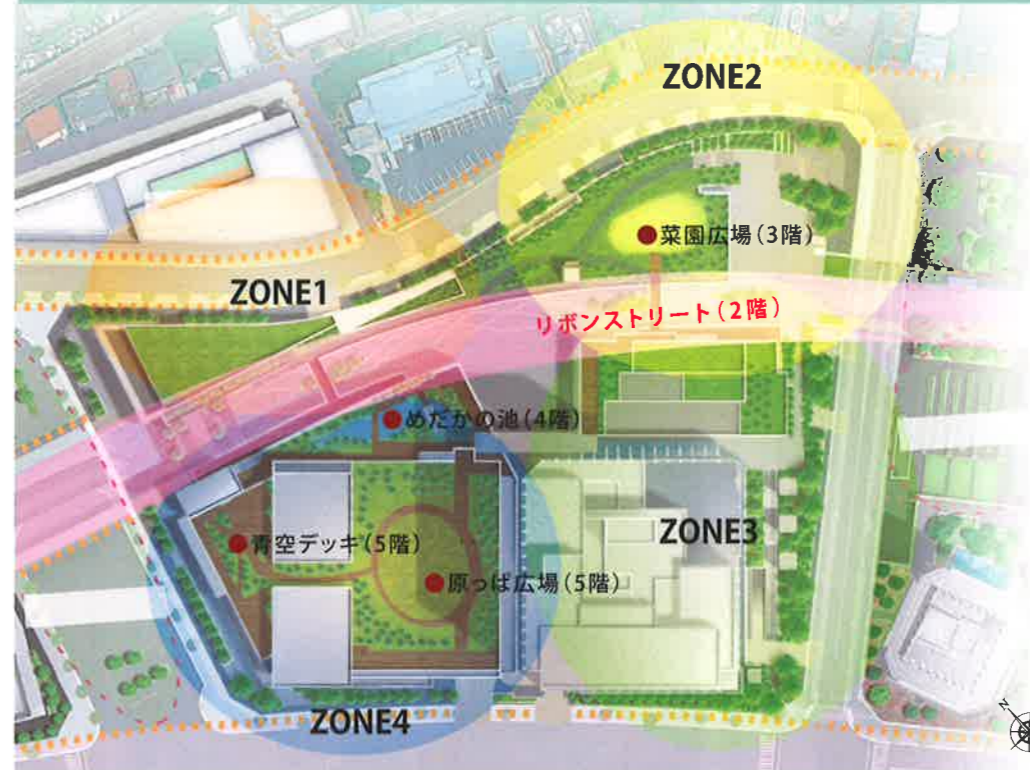 ZONE2
菜園広場(3階)
ZONE1
リボンストリート(2階)
めだかの池(4階)
ZONE3
青空デッキ(5階)
原っぱ広場(5階)
ZONE4
N